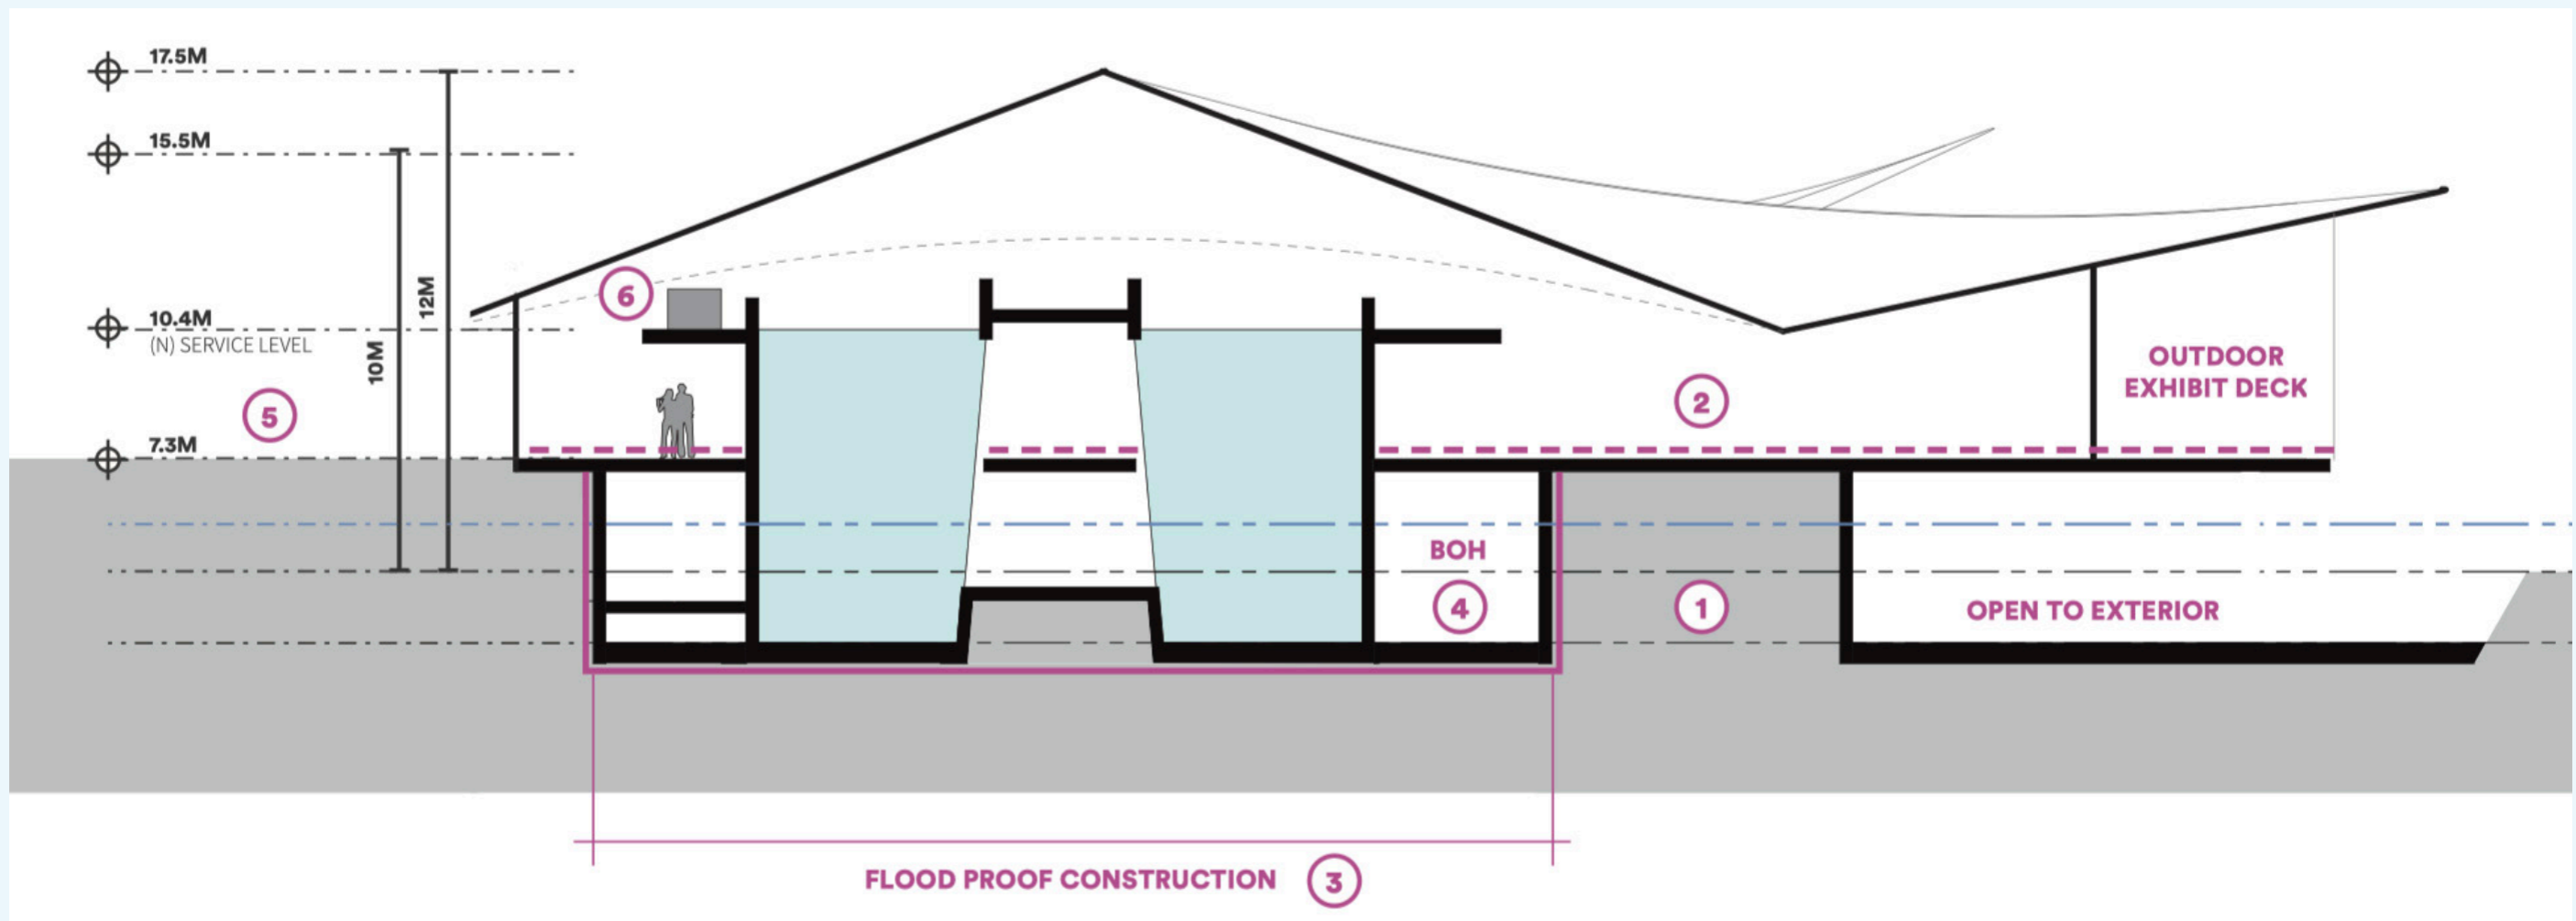 17.5M
15.5M
12M
10.4M
(N) SERVICE LEVEL
10M
6
5
7.3M
2
OUTDOOR
EXHIBIT DECK
BOH
4
1
OPEN TO EXTERIOR
FLOOD PROOF CONSTRUCTION 3